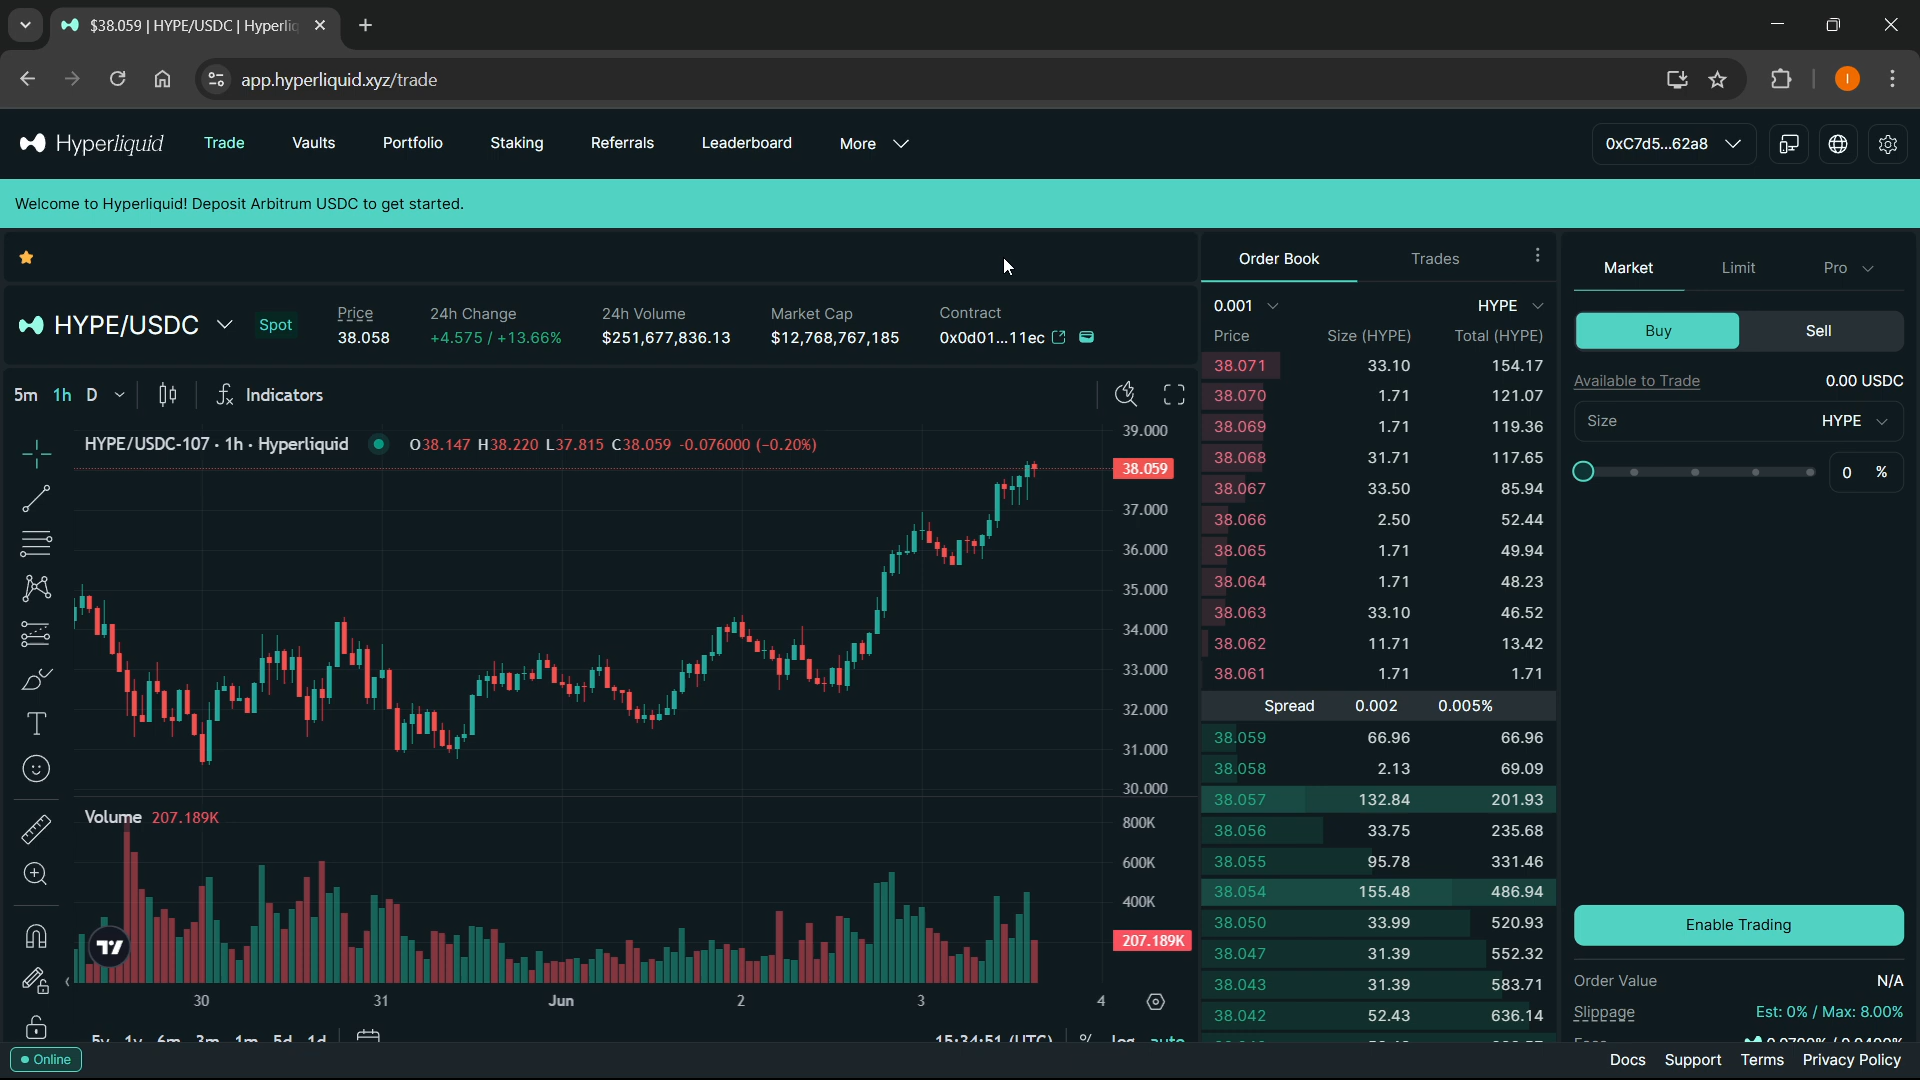 $38.059 | HYPE/USDC | Hyperliq
app.hyperliquid.xyz/trade
I
Hyperliquid
Trade
Vaults
Portfolio
Staking
Referrals
Leaderboard
More
0xC7d5...62a8
Welcome to Hyperliquid! Deposit Arbitrum USDC to get started.
HYPE/USDC
Spot
Price
38.058
24h Change
+4.575 / +13.66%
24h Volume
$251,677,836.13
Market Cap
$12,768,767,185
Contract
0x0d01...11ec
5m 1h D
Indicators
HYPE/USDC-107 · 1h · Hyperliquid
O38.147 H38.220 L37.815 C38.059 -0.076000 (-0.20%)
39.000
38.059
37.000
36.000
35.000
34.000
33.000
32.000
31.000
30.000
Volume 207.189K
800K
600K
400K
207.189K
30 31 Jun 2 3 4
5y 1y 6m 3m 1m 5d 1d
15:34:51 (UTC)
% log auto
Order Book
Trades
0.001
HYPE
Price Size (HYPE) Total (HYPE)
38.071 33.10 154.17
38.070 1.71 121.07
38.069 1.71 119.36
38.068 31.71 117.65
38.067 33.50 85.94
38.066 2.50 52.44
38.065 1.71 49.94
38.064 1.71 48.23
38.063 33.10 46.52
38.062 11.71 13.42
38.061 1.71 1.71
Spread 0.002 0.005%
38.059 66.96 66.96
38.058 2.13 69.09
38.057 132.84 201.93
38.056 33.75 235.68
38.055 95.78 331.46
38.054 155.48 486.94
38.050 33.99 520.93
38.047 31.39 552.32
38.043 31.39 583.71
38.042 52.43 636.14
Market
Limit
Pro
Buy
Sell
Available to Trade 0.00 USDC
Size HYPE
0 %
Enable Trading
Order Value N/A
Slippage Est: 0% / Max: 8.00%
Online
Docs
Support
Terms
Privacy Policy